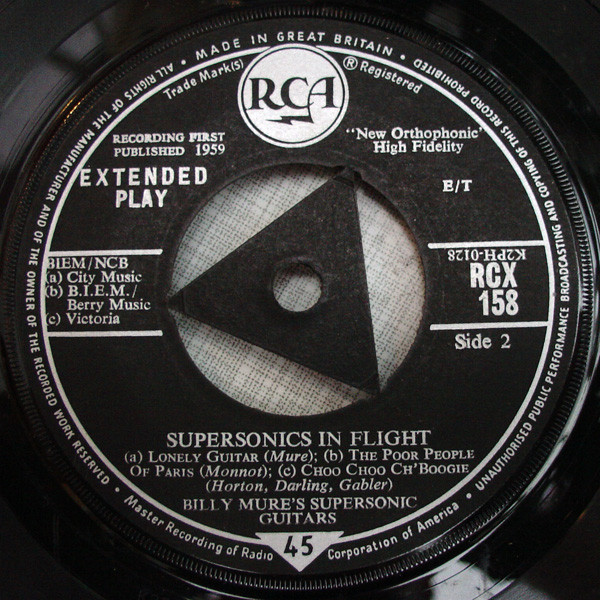 • MADE IN GREAT BRITAIN •
ALL RIGHTS OF THE MANUFACTURER AND OF THE OWNER OF THE RECORDED WORK RESERVED •
UNAUTHORISED PUBLIC PERFORMANCE BROADCASTING AND COPYING OF THIS RECORD PROHIBITED
Trade Mark(s)
RCA
® Registered
RECORDING FIRST
PUBLISHED 1959
"New Orthophonic"
High Fidelity
EXTENDED
PLAY
E/T
BIEM/NCB
(a) City Music
(b) B.I.E.M./
Berry Music
(c) Victoria
K2PH-0128
RCX
158
Side 2
SUPERSONICS IN FLIGHT
(a) LONELY GUITAR (Mure); (b) THE POOR PEOPLE
OF PARIS (Monnot); (c) CHOO CHOO CH'BOOGIE
(Horton, Darling, Gabler)
BILLY MURE'S SUPERSONIC
GUITARS
Master Recording of Radio
45
Corporation of America •